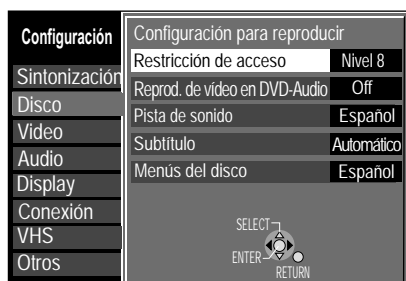 Configuración
Sintonización
Disco
Video
Audio
Display
Conexión
VHS
Otros
Configuración para reproducir
Restricción de acceso Nivel 8
Reprod. de vídeo en DVD-Audio Off
Pista de sonido Español
Subtítulo Automático
Menús del disco Español
SELECT
ENTER
RETURN